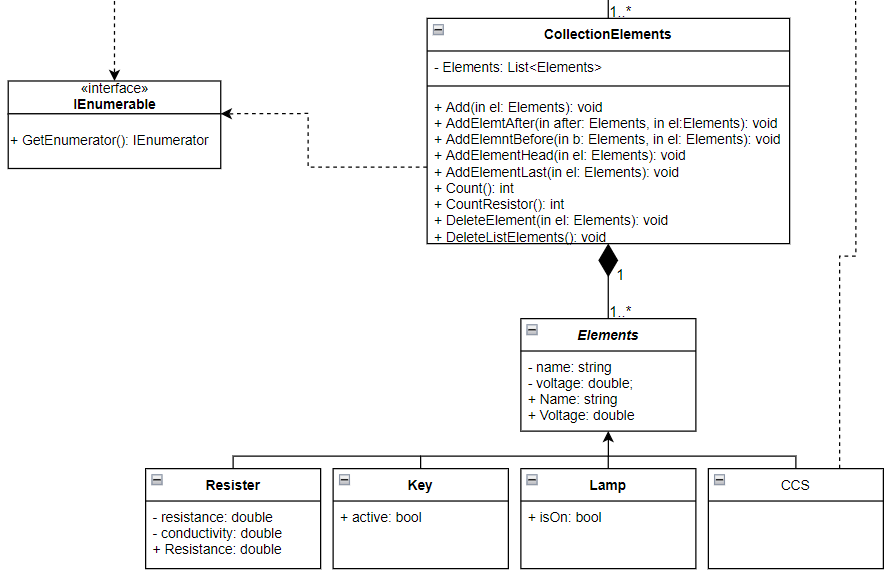 1..*
CollectionElements
- Elements: List<Elements>
+ Add(in el: Elements): void
+ AddElemtAfter(in after: Elements, in el:Elements): void
+ AddElemntBefore(in b: Elements, in el: Elements): void
+ AddElementHead(in el: Elements): void
+ AddElementLast(in el: Elements): void
+ Count(): int
+ CountResistor(): int
+ DeleteElement(in el: Elements): void
+ DeleteListElements(): void
«interface»
IEnumerable
+ GetEnumerator(): IEnumerator
1
1..*
Elements
- name: string
- voltage: double;
+ Name: string
+ Voltage: double
Resister
- resistance: double
- conductivity: double
+ Resistance: double
Key
+ active: bool
Lamp
+ isOn: bool
CCS